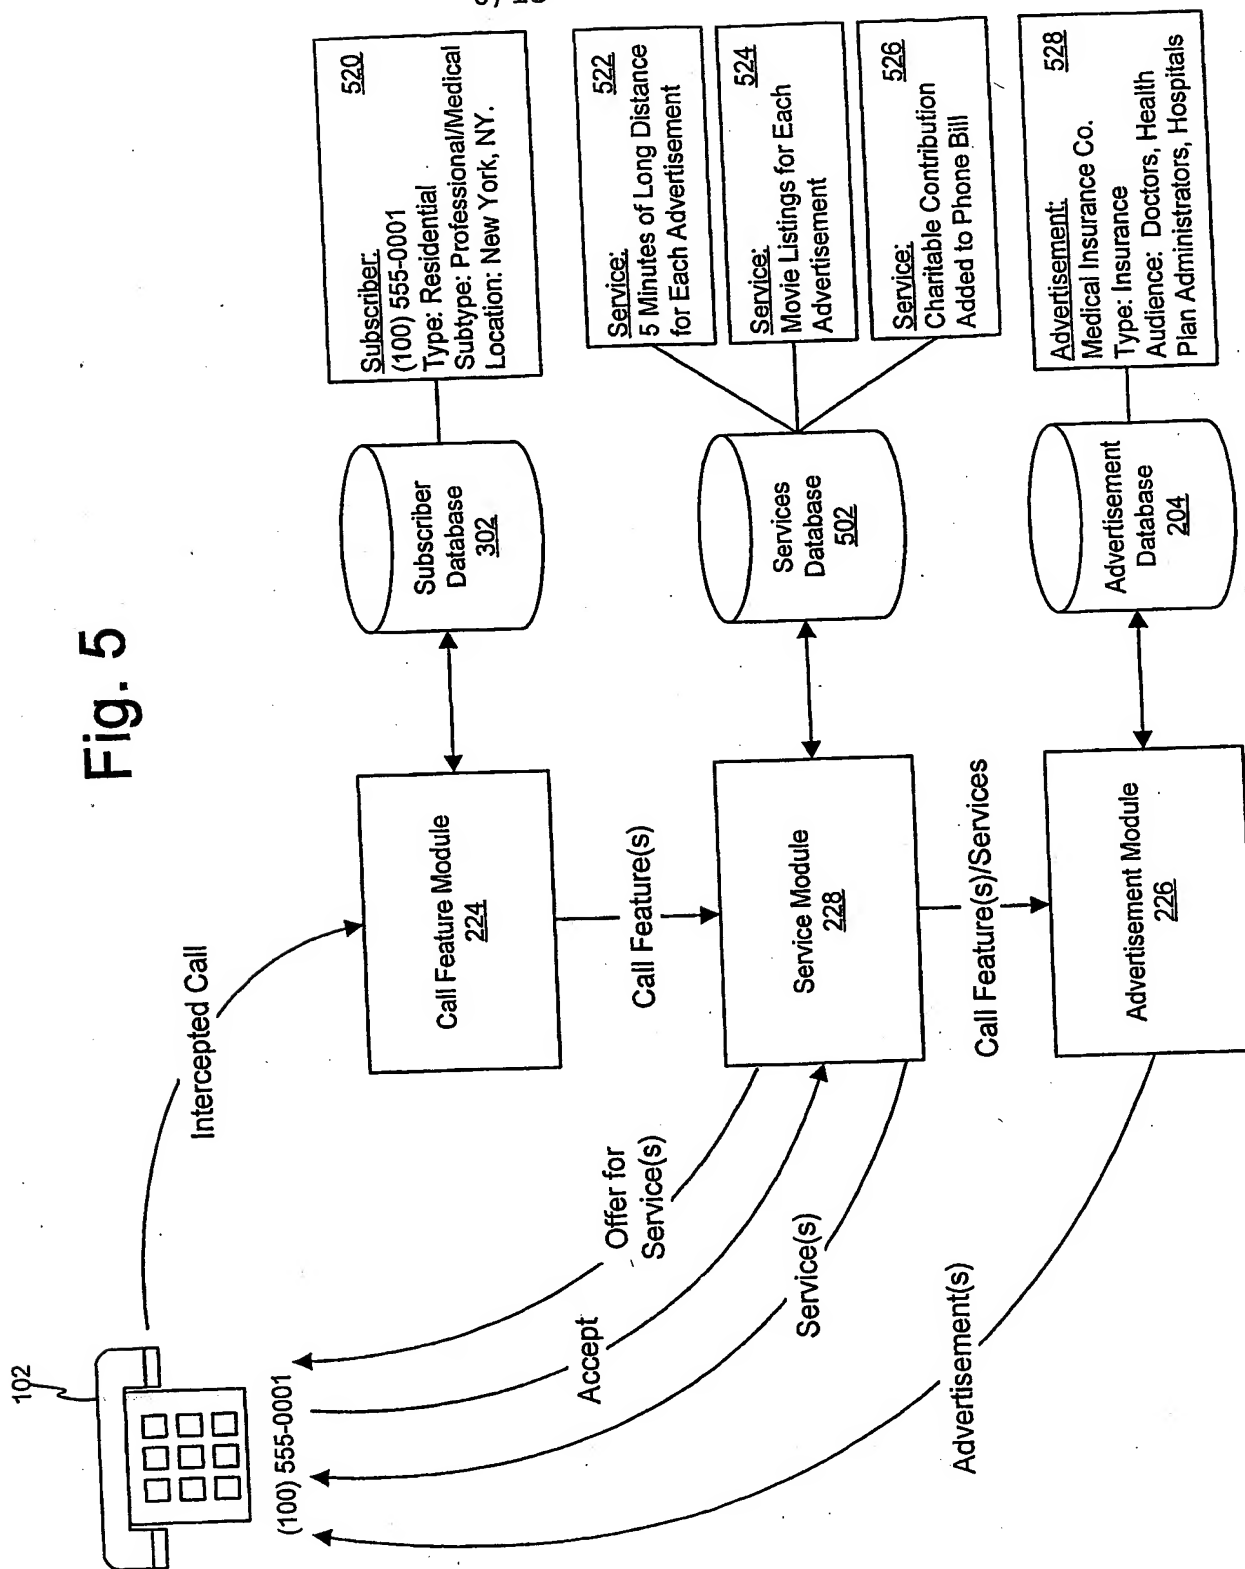 Fig. 5
102
(100) 555-0001
Intercepted Call
Offer for
Service(s)
Accept
Service(s)
Advertisement(s)
Call Feature Module
224
Call Feature(s)
Service Module
228
Call Feature(s)/Services
Advertisement Module
226
Subscriber
Database
302
Services
Database
502
Advertisement
Database
204
Subscriber: 520
(100) 555-0001
Type: Residential
Subtype: Professional/Medical
Location: New York, NY.
Service: 522
5 Minutes of Long Distance
for Each Advertisement
Service: 524
Movie Listings for Each
Advertisement
Service: 526
Charitable Contribution
Added to Phone Bill
Advertisement: 528
Medical Insurance Co.
Type: Insurance
Audience: Doctors, Health
Plan Administrators, Hospitals